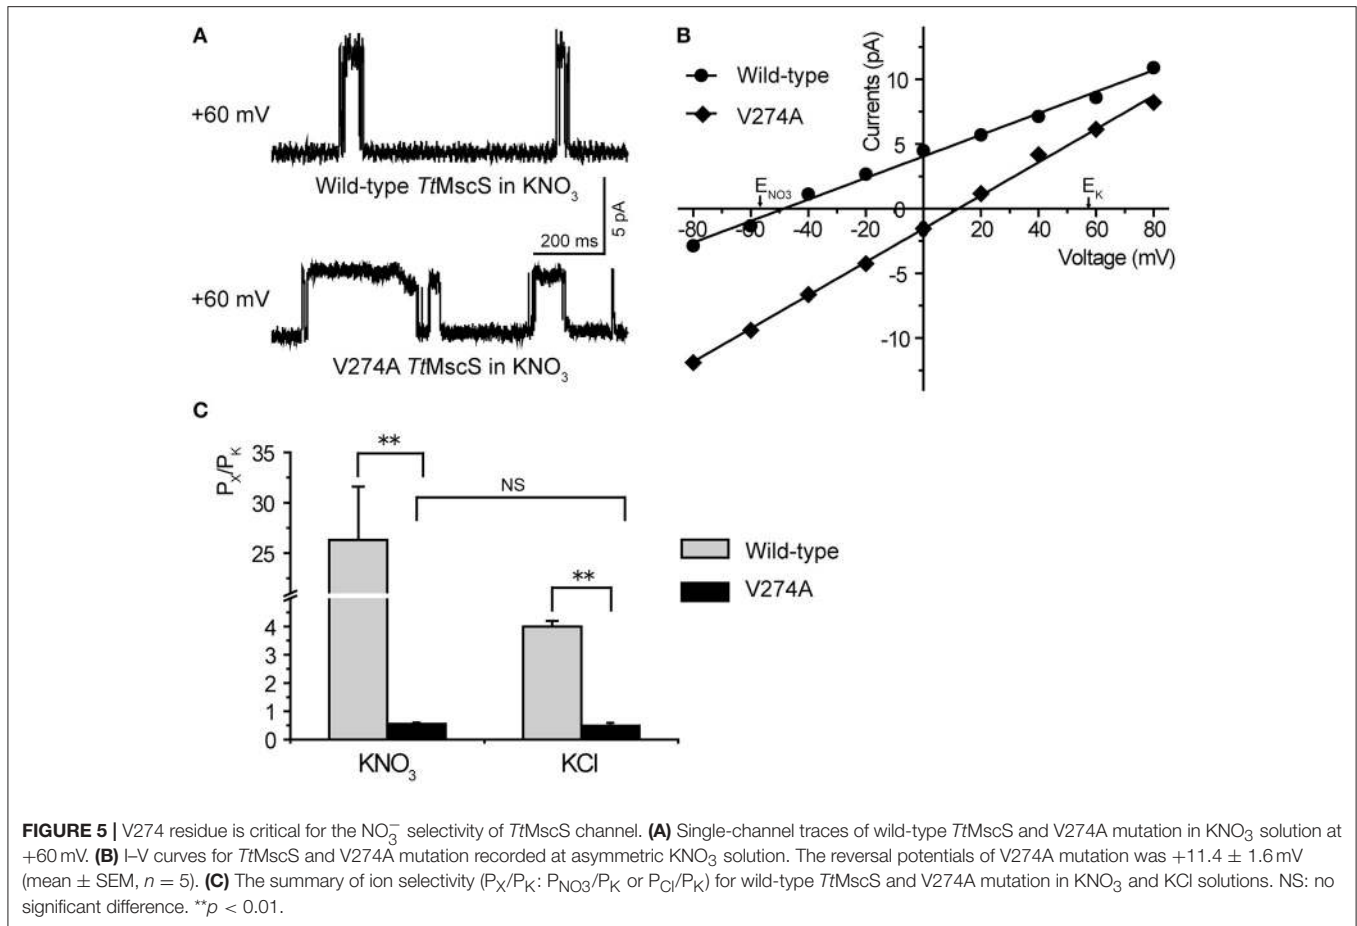 A
+60 mV
Wild-type TtMscS in KNO3
200 ms
5 pA
+60 mV
V274A TtMscS in KNO3
B
Wild-type
V274A
Currents (pA)
10
5
0
-5
-10
-80 -60 -40 -20 0 20 40 60 80
ENO3
EK
Voltage (mV)
C
PX/PK
35
30
25
4
3
2
1
0
**
NS
**
KNO3
KCl
Wild-type
V274A
FIGURE 5 | V274 residue is critical for the NO3− selectivity of TtMscS channel. (A) Single-channel traces of wild-type TtMscS and V274A mutation in KNO3 solution at
+60 mV. (B) I–V curves for TtMscS and V274A mutation recorded at asymmetric KNO3 solution. The reversal potentials of V274A mutation was +11.4 ± 1.6 mV
(mean ± SEM, n = 5). (C) The summary of ion selectivity (PX/PK: PNO3/PK or PCl/PK) for wild-type TtMscS and V274A mutation in KNO3 and KCl solutions. NS: no
significant difference. **p < 0.01.